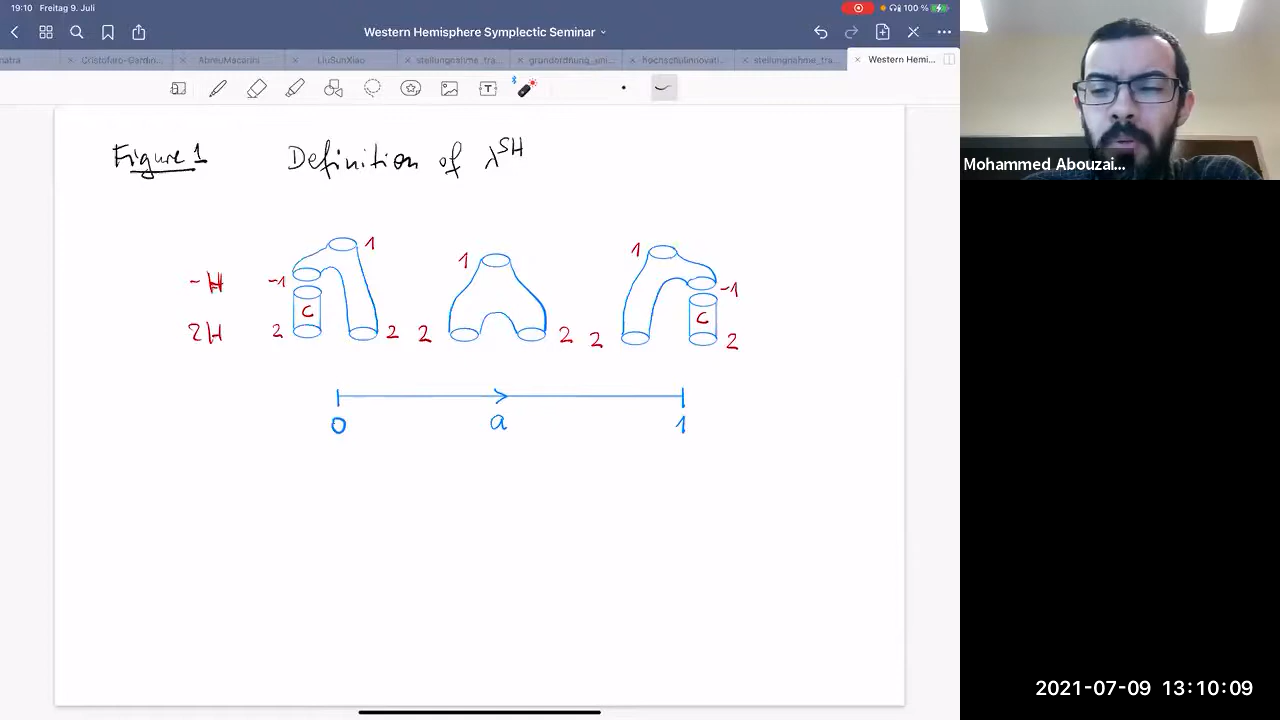 19:10 Freitag 9. Juli
100 %
Western Hemisphere Symplectic Seminar
Cristofaro-Gardin...
AbreuMacarini
LiuSunXiao
stellungnahme_tra...
grundordnung_uni...
hochschulinnovati...
stellungnahme_tra...
Western Hemi...
Figure 1 Definition of λ^SH
1 1 1
-H -1 -1
C C
2H 2 2 2 2 2 2
0 a 1
Mohammed Abouzai...
2021-07-09 13:10:09